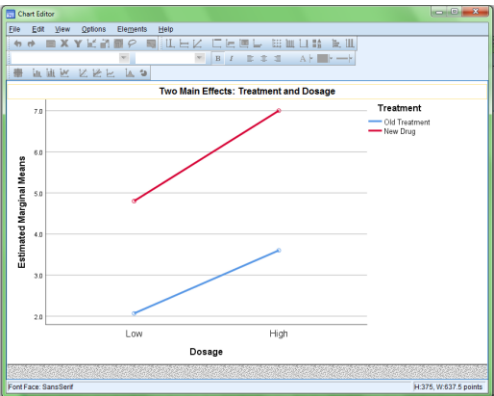 Chart Editor
File Edit View Options Elements Help
B I
Two Main Effects: Treatment and Dosage
Treatment
Old Treatment
New Drug
Estimated Marginal Means
7.0
6.0
5.0
4.0
3.0
2.0
Low High
Dosage
Font Face: SansSerif H:375, W:637.5 points